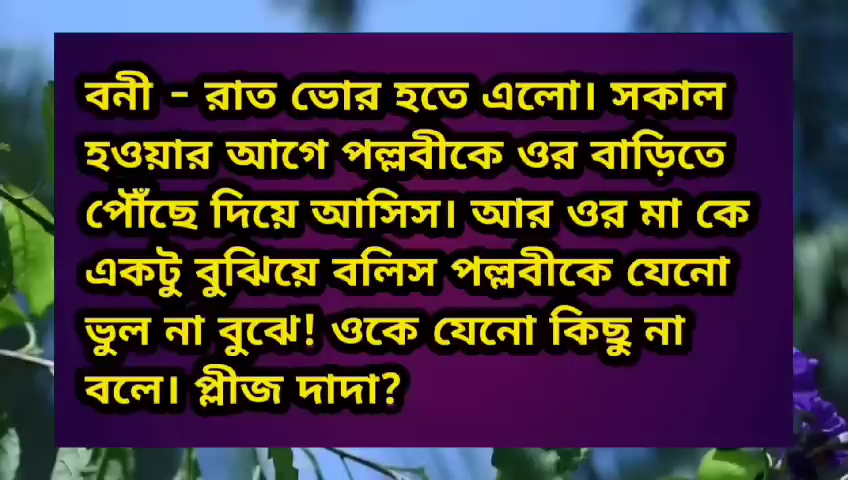 বনী - রাত ভোর হতে এলো। সকাল
হওয়ার আগে পল্লবীকে ওর বাড়িতে
পৌঁছে দিয়ে আসিস। আর ওর মা কে
একটু বুঝিয়ে বলিস পল্লবীকে যেনো
ভুল না বুঝে! ওকে যেনো কিছু না
বলে। প্লীজ দাদা?